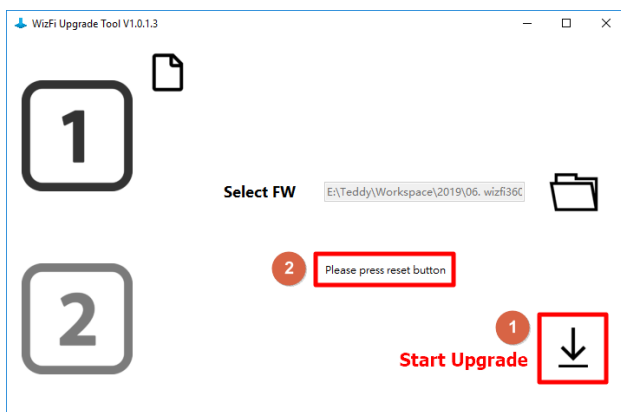 WizFi Upgrade Tool V1.0.1.3
1
Select FW
E:\Teddy\Workspace\2019\06. wizfi360
2
Please press reset button
2
1
Start Upgrade